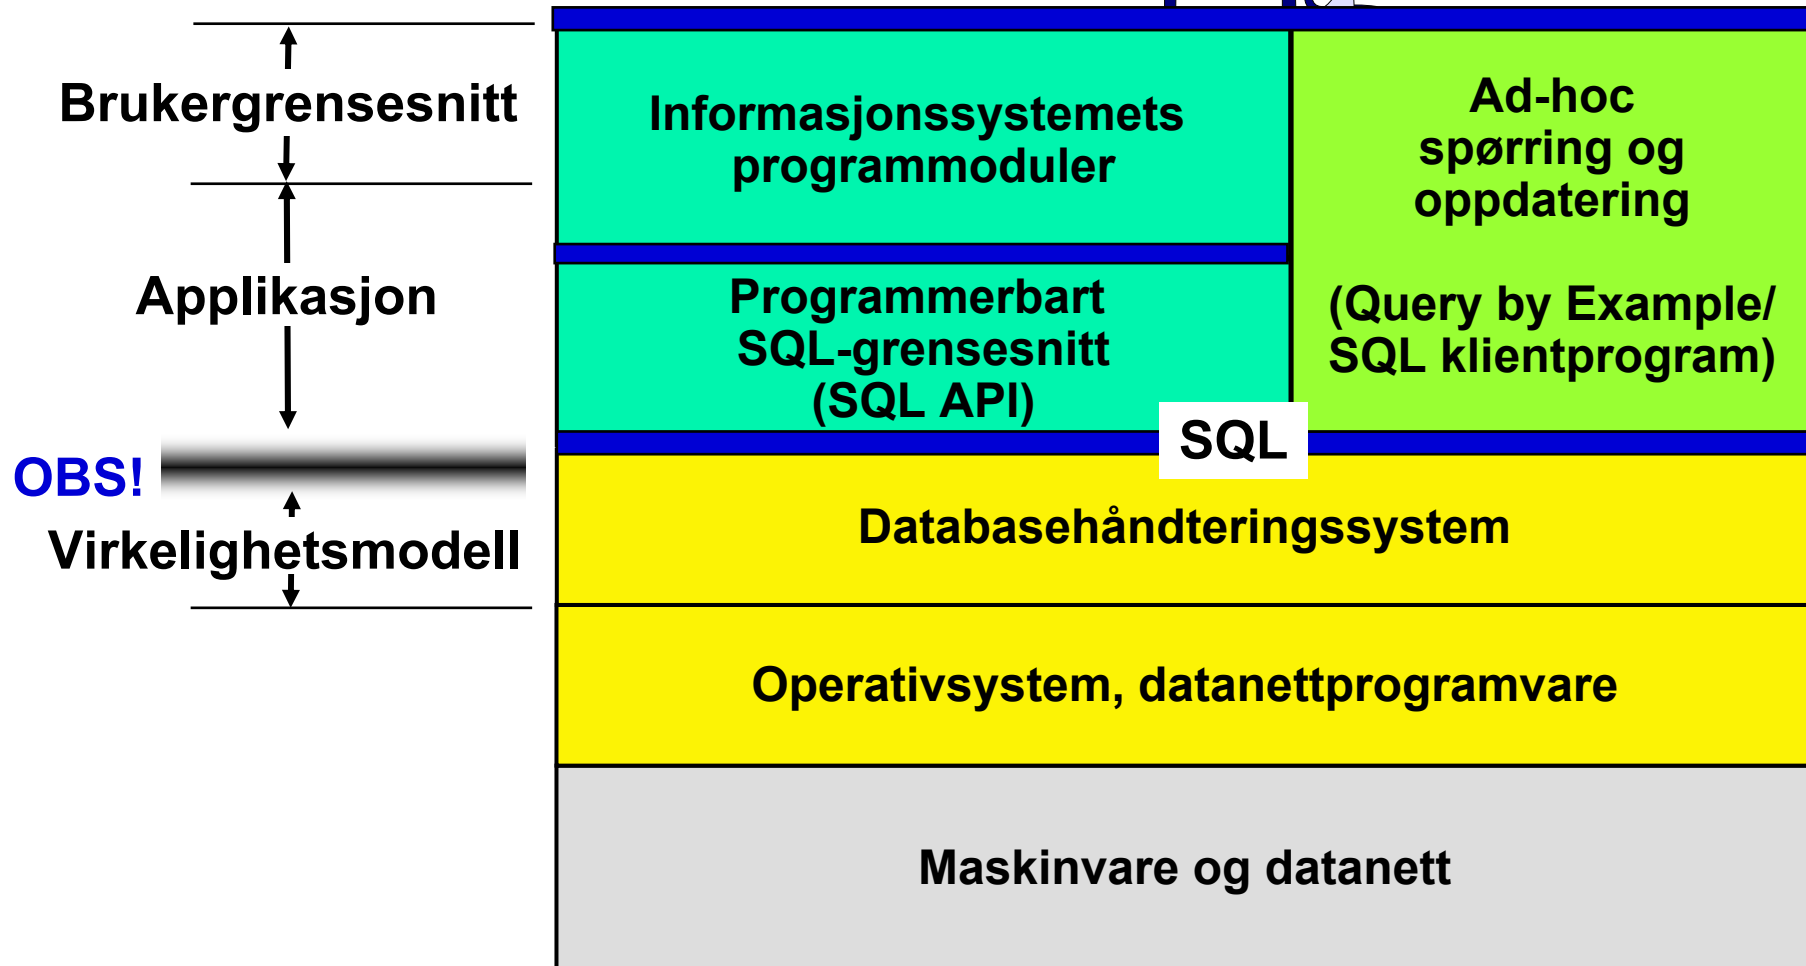 Brukergrensesnitt
Applikasjon
OBS!
Virkelighetsmodell
Informasjonssystemets
programmoduler
Programmerbart
SQL-grensesnitt
(SQL API)
Ad-hoc
spørring og
oppdatering
(Query by Example/
SQL klientprogram)
SQL
Databasehåndteringssystem
Operativsystem, datanettprogramvare
Maskinvare og datanett